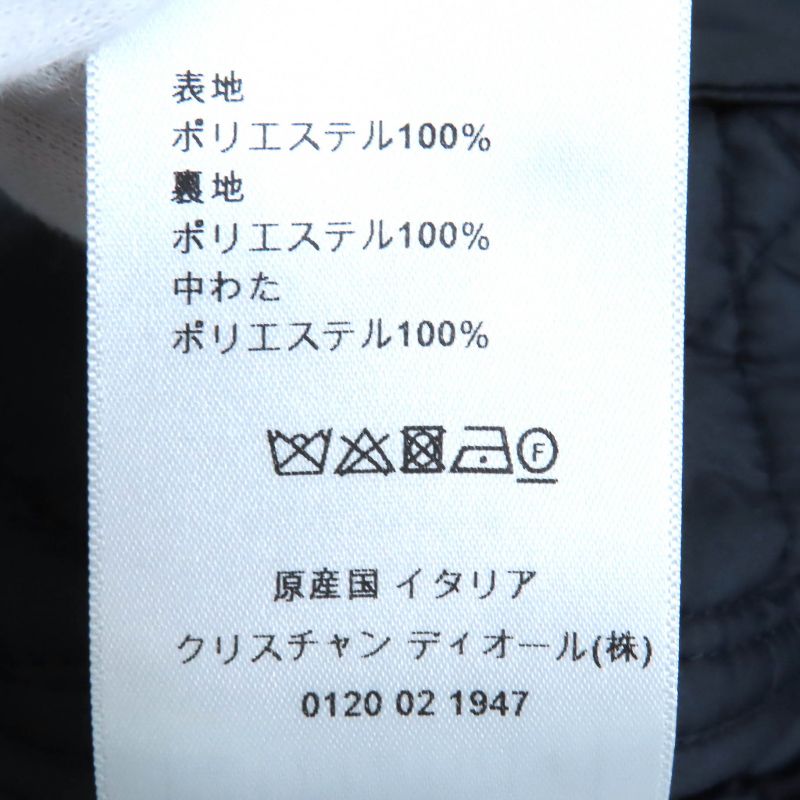 表地
ポリエステル100%
裏地
ポリエステル100%
中わた
ポリエステル100%
F
原産国 イタリア
クリスチャン ディオール(株)
0120 02 1947